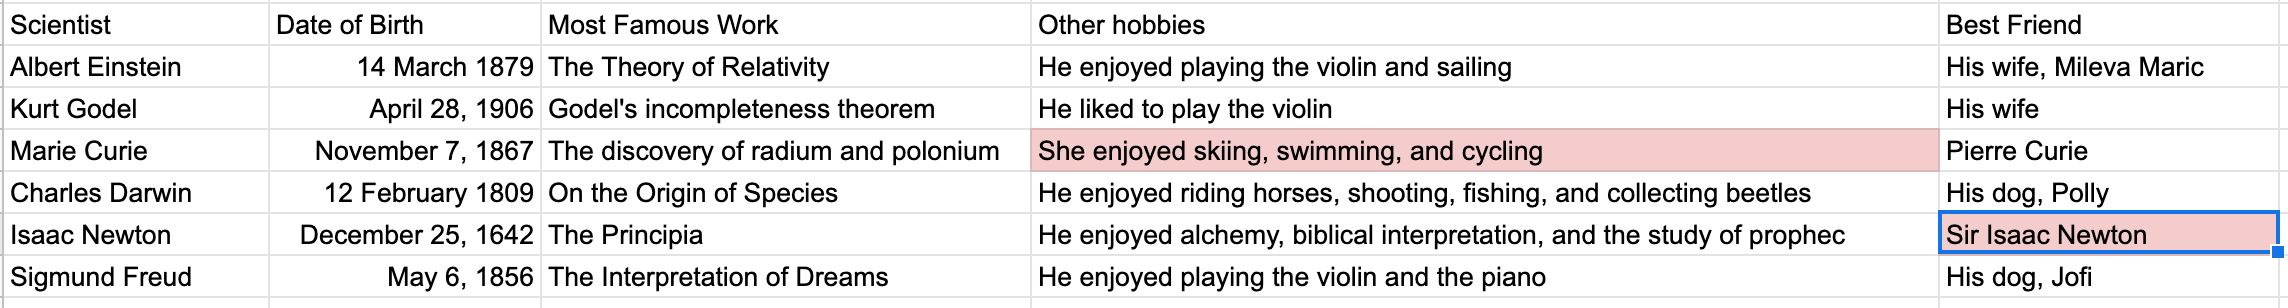 Scientist Date of Birth Most Famous Work Other hobbies Best Friend
Albert Einstein 14 March 1879 The Theory of Relativity He enjoyed playing the violin and sailing His wife, Mileva Maric
Kurt Godel April 28, 1906 Godel's incompleteness theorem He liked to play the violin His wife
Marie Curie November 7, 1867 The discovery of radium and polonium She enjoyed skiing, swimming, and cycling Pierre Curie
Charles Darwin 12 February 1809 On the Origin of Species He enjoyed riding horses, shooting, fishing, and collecting beetles His dog, Polly
Isaac Newton December 25, 1642 The Principia He enjoyed alchemy, biblical interpretation, and the study of prophec Sir Isaac Newton
Sigmund Freud May 6, 1856 The Interpretation of Dreams He enjoyed playing the violin and the piano His dog, Jofi